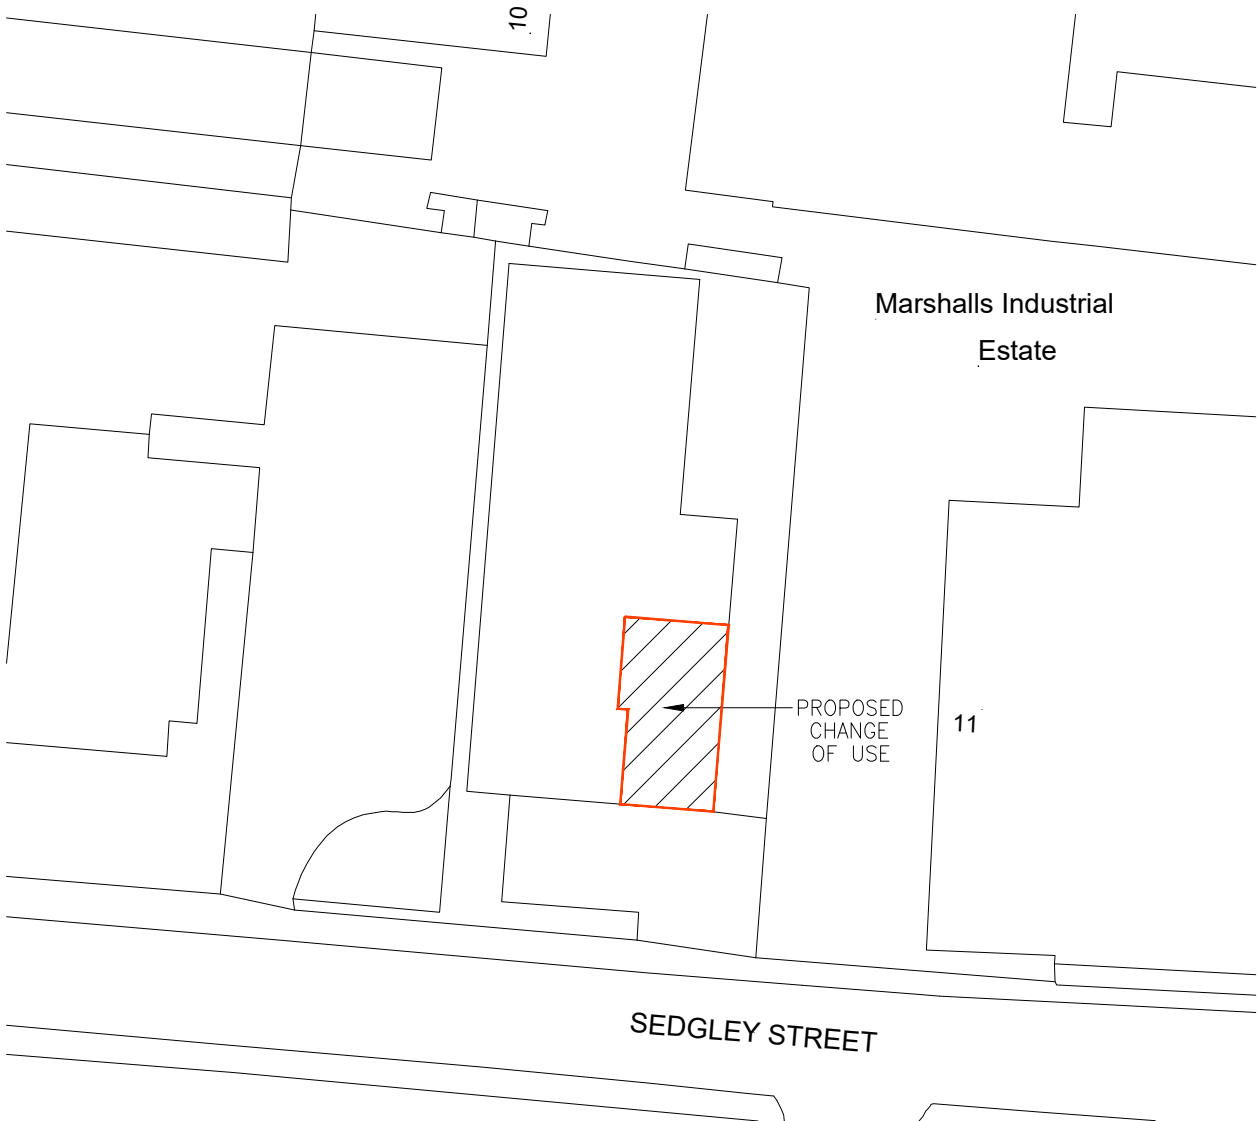 10
Marshalls Industrial
Estate
PROPOSED
CHANGE
OF USE
11
SEDGLEY STREET